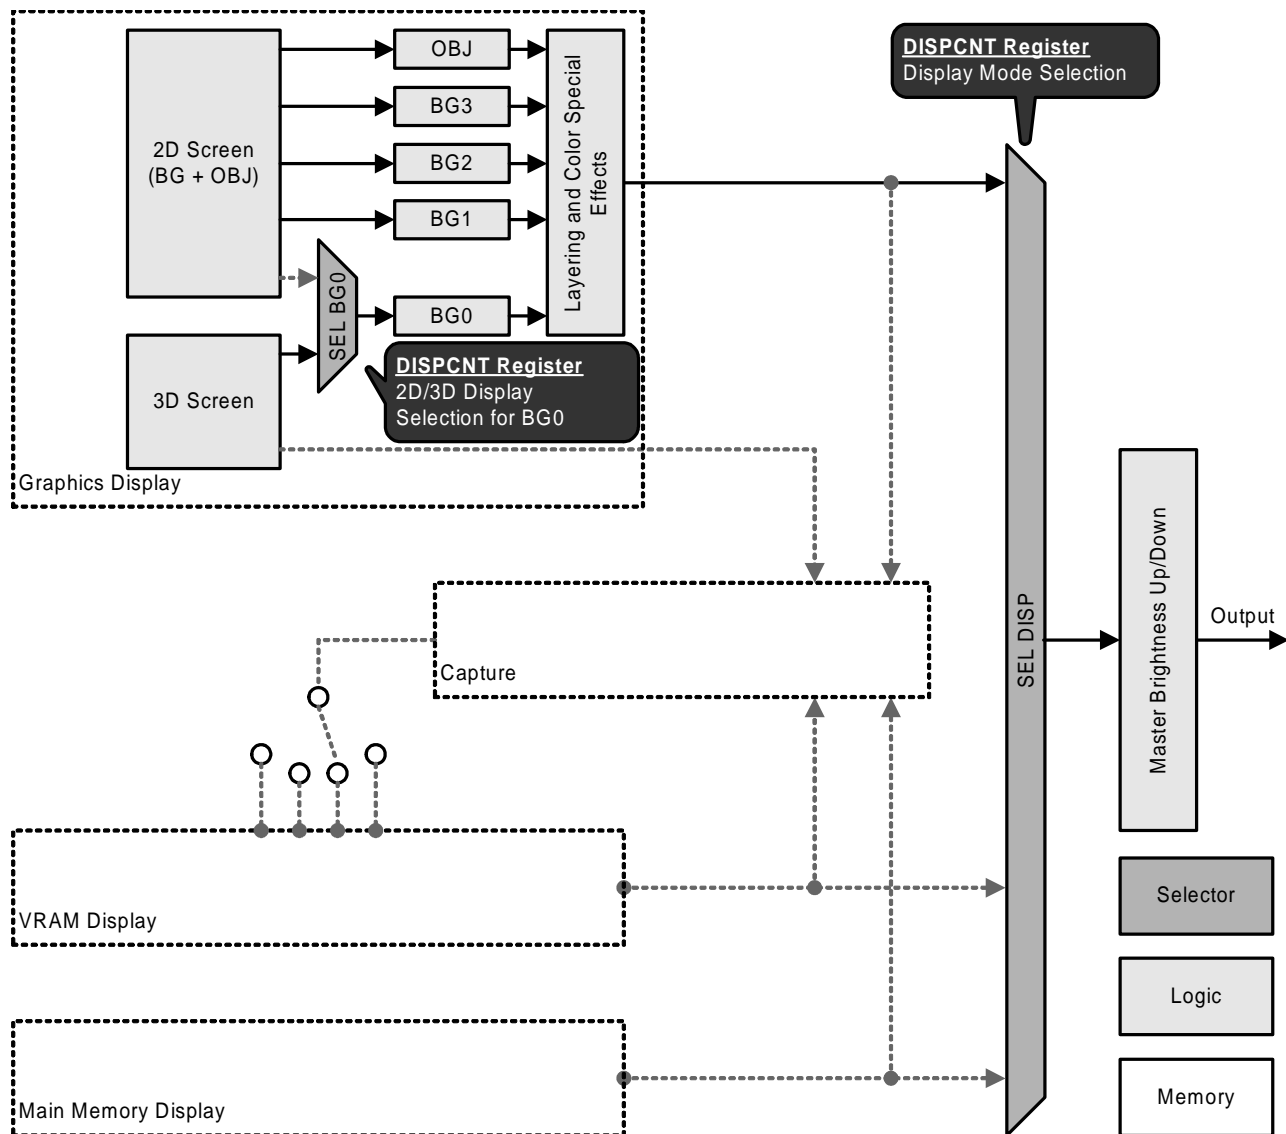 OBJ
BG3
BG2
BG1
BG0
2D Screen
(BG + OBJ)
3D Screen
SEL BG0
Layering and Color Special
Effects
DISPCNT Register
2D/3D Display
Selection for BG0
Graphics Display
DISPCNT Register
Display Mode Selection
Capture
SEL DISP
Master Brightness Up/Down
Output
VRAM Display
Main Memory Display
Selector
Logic
Memory